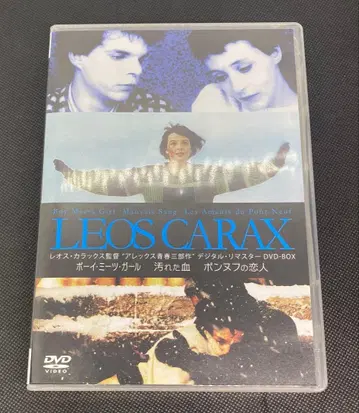 Boy Meets Girl Mauvais Sang Les Amants du Pont-Neuf
LEOS CARAX
レオス・カラックス監督 "アレックス青春三部作" デジタル・リマスター DVD-BOX
ボーイ・ミーツ・ガール 汚れた血 ポンヌフの恋人
DVD
VIDEO